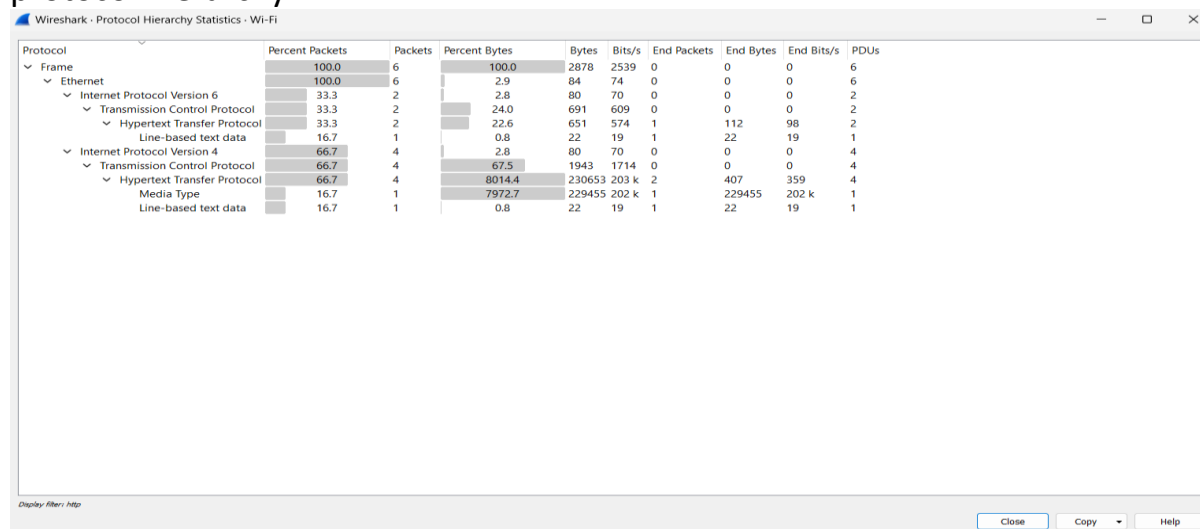 protocol hierarchy
Wireshark · Protocol Hierarchy Statistics · Wi-Fi
Protocol Percent Packets Packets Percent Bytes Bytes Bits/s End Packets End Bytes End Bits/s PDUs
Frame 100.0 6 100.0 2878 2539 0 0 0 6
Ethernet 100.0 6 2.9 84 74 0 0 0 6
Internet Protocol Version 6 33.3 2 2.8 80 70 0 0 0 2
Transmission Control Protocol 33.3 2 24.0 691 609 0 0 0 2
Hypertext Transfer Protocol 33.3 2 22.6 651 574 1 112 98 2
Line-based text data 16.7 1 0.8 22 19 1 22 19 1
Internet Protocol Version 4 66.7 4 2.8 80 70 0 0 0 4
Transmission Control Protocol 66.7 4 67.5 1943 1714 0 0 0 4
Hypertext Transfer Protocol 66.7 4 8014.4 230653 203 k 2 407 359 4
Media Type 16.7 1 7972.7 229455 202 k 1 229455 202 k 1
Line-based text data 16.7 1 0.8 22 19 1 22 19 1
Display filter: http
Close Copy Help